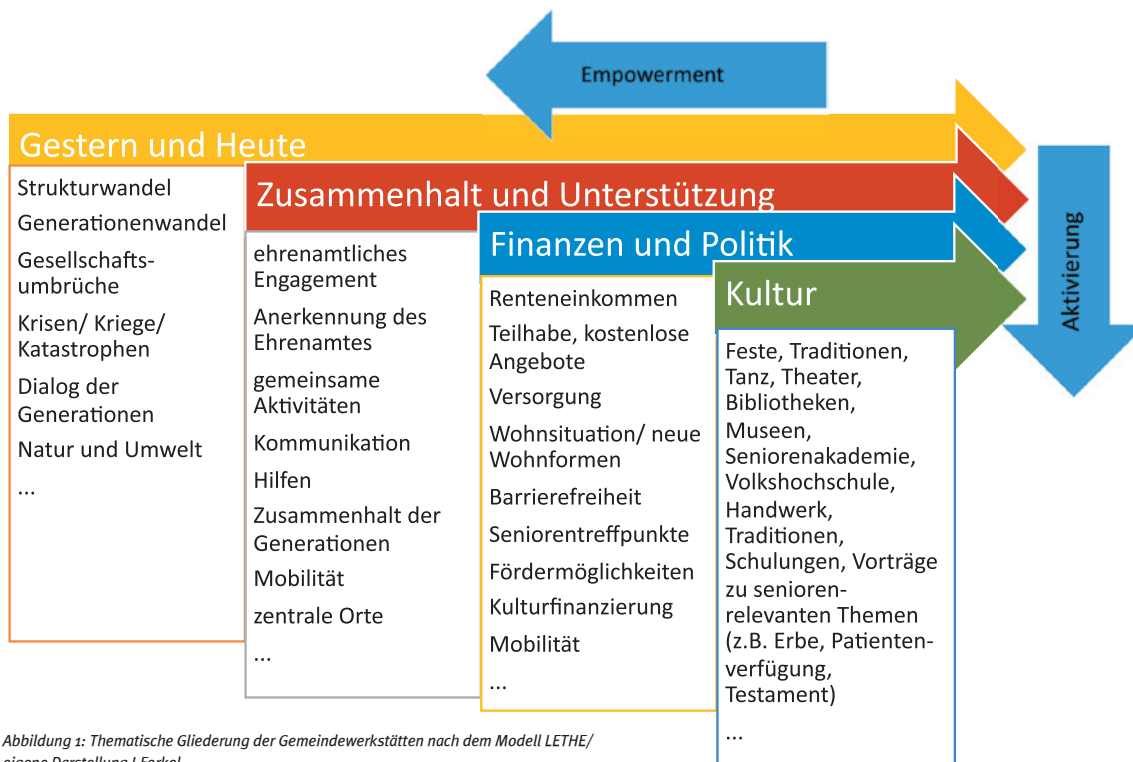 Empowerment
Gestern und Heute
Strukturwandel
Generationenwandel
Gesellschafts-
umbrüche
Krisen/ Kriege/
Katastrophen
Dialog der
Generationen
Natur und Umwelt
...
Zusammenhalt und Unterstützung
ehrenamtliches
Engagement
Anerkennung des
Ehrenamtes
gemeinsame
Aktivitäten
Kommunikation
Hilfen
Zusammenhalt der
Generationen
Mobilität
zentrale Orte
...
Finanzen und Politik
Renteneinkommen
Teilhabe, kostenlose
Angebote
Versorgung
Wohnsituation/ neue
Wohnformen
Barrierefreiheit
Seniorentreffpunkte
Fördermöglichkeiten
Kulturfinanzierung
Mobilität
...
Kultur
Feste, Traditionen,
Tanz, Theater,
Bibliotheken,
Museen,
Seniorenakademie,
Volkshochschule,
Handwerk,
Traditionen,
Schulungen, Vorträge
zu senioren-
relevanten Themen
(z.B. Erbe, Patienten-
verfügung,
Testament)
...
Aktivierung
Abbildung 1: Thematische Gliederung der Gemeindewerkstätten nach dem Modell LETHE/
eigene Darstellung I.Forkel